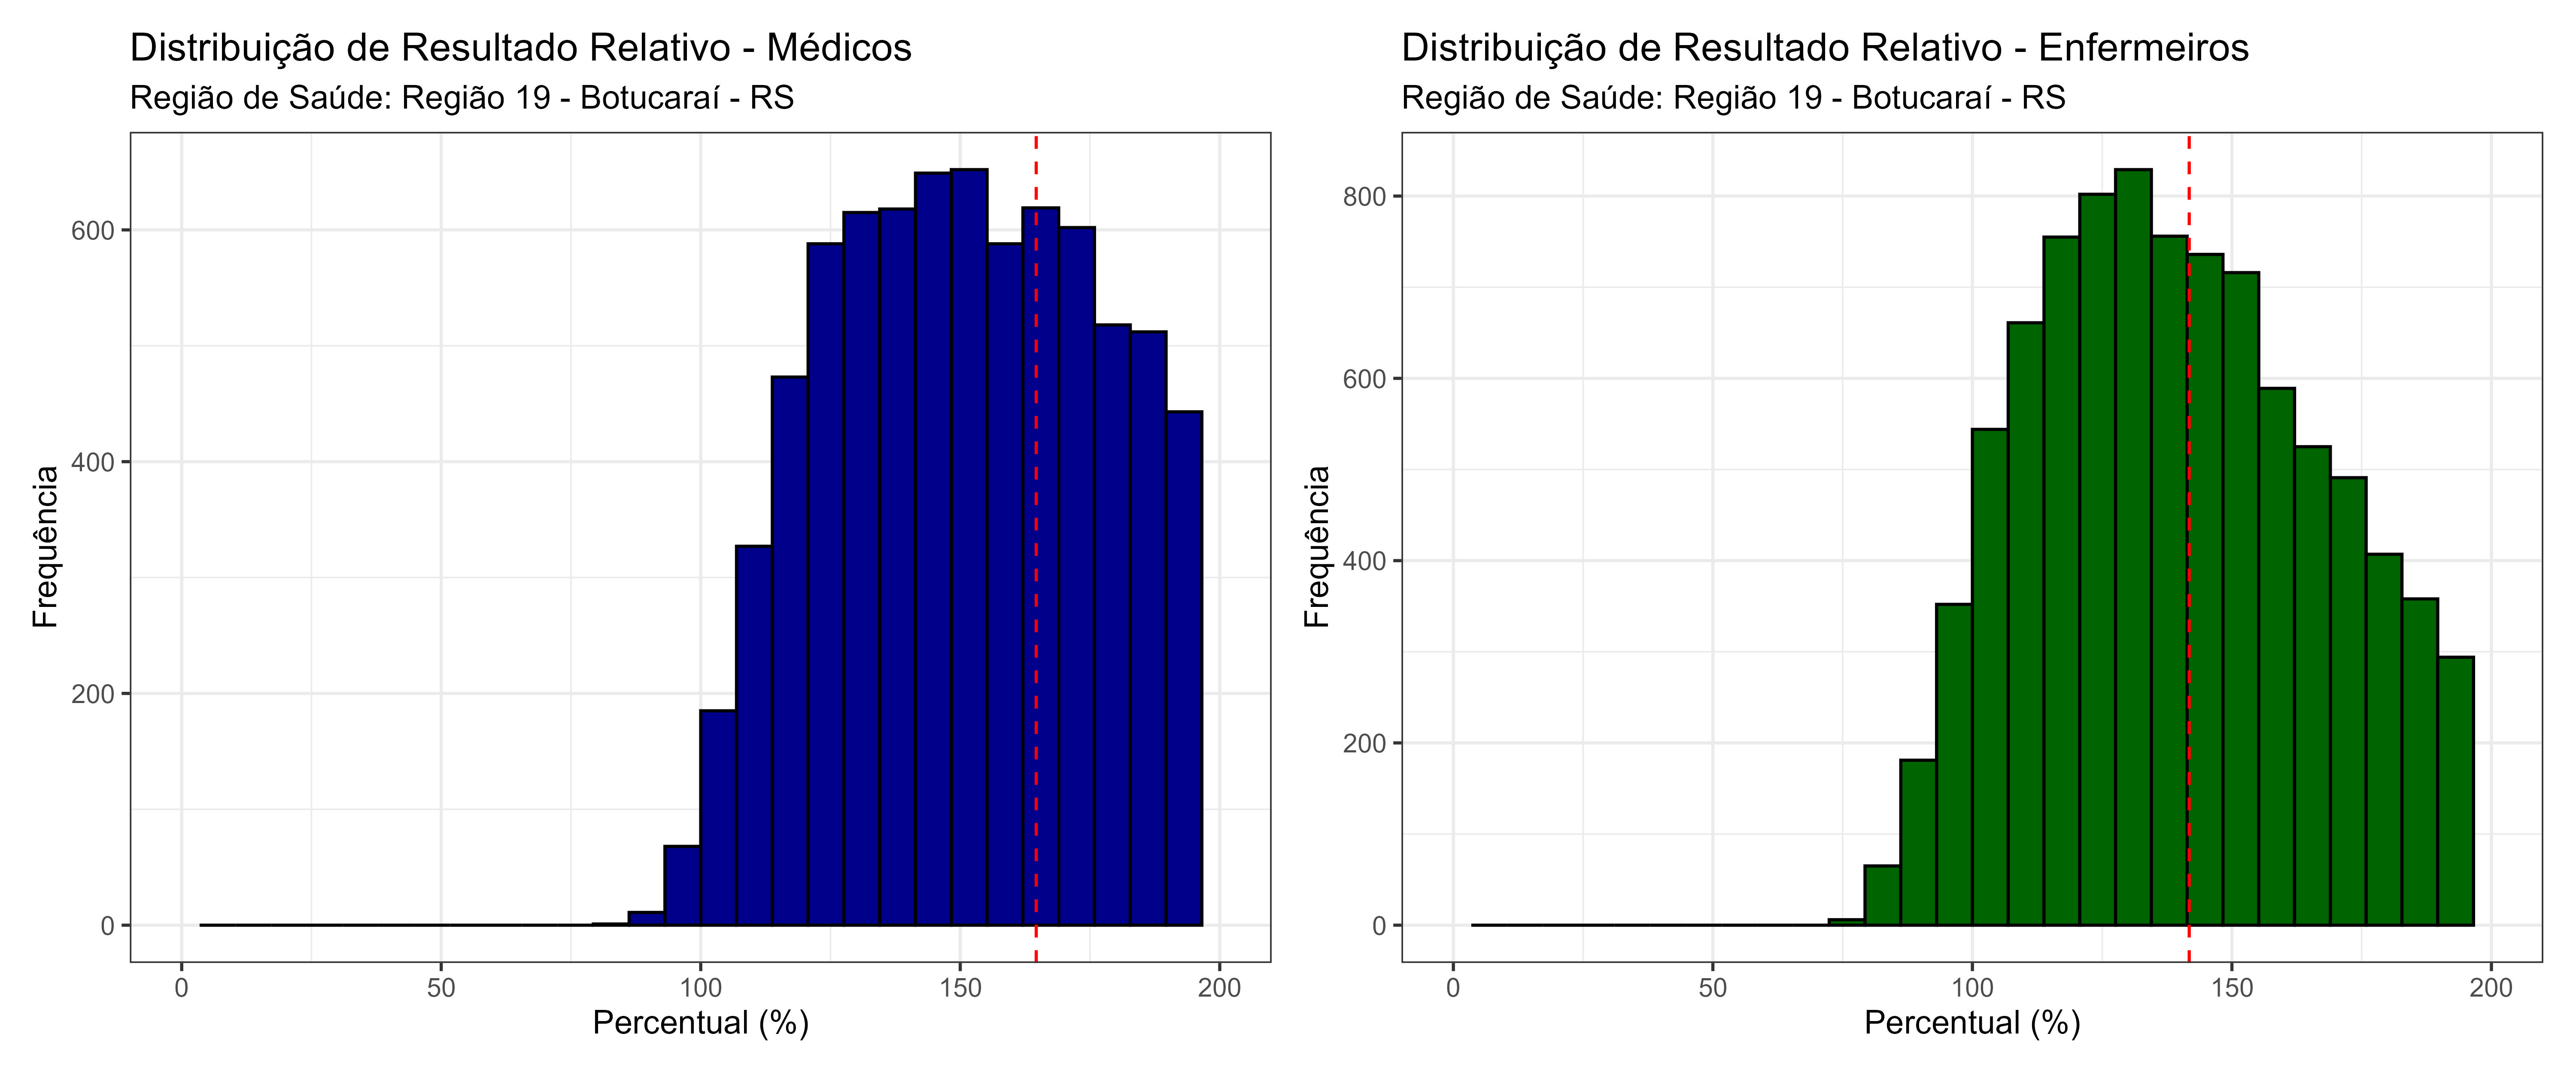 Distribuição de Resultado Relativo - Médicos
Região de Saúde: Região 19 - Botucaraí - RS
Frequência
600
400
200
0
0 50 100 150 200
Percentual (%)
Distribuição de Resultado Relativo - Enfermeiros
Região de Saúde: Região 19 - Botucaraí - RS
Frequência
800
600
400
200
0
0 50 100 150 200
Percentual (%)